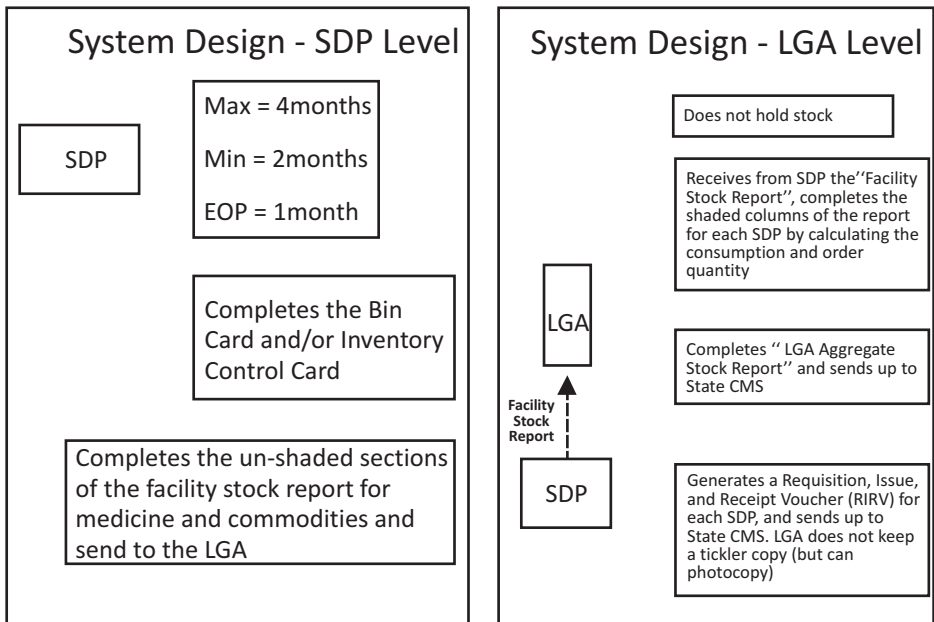 System Design - SDP Level
SDP
Max = 4months
Min = 2months
EOP = 1month
Completes the Bin
Card and/or Inventory
Control Card
Completes the un-shaded sections
of the facility stock report for
medicine and commodities and
send to the LGA
System Design - LGA Level
Does not hold stock
Receives from SDP the''Facility
Stock Report'', completes the
shaded columns of the report
for each SDP by calculating the
consumption and order
quantity
LGA
Completes '' LGA Aggregate
Stock Report'' and sends up to
State CMS
Facility
Stock
Report
SDP
Generates a Requisition, Issue,
and Receipt Voucher (RIRV) for
each SDP, and sends up to
State CMS. LGA does not keep
a tickler copy (but can
photocopy)